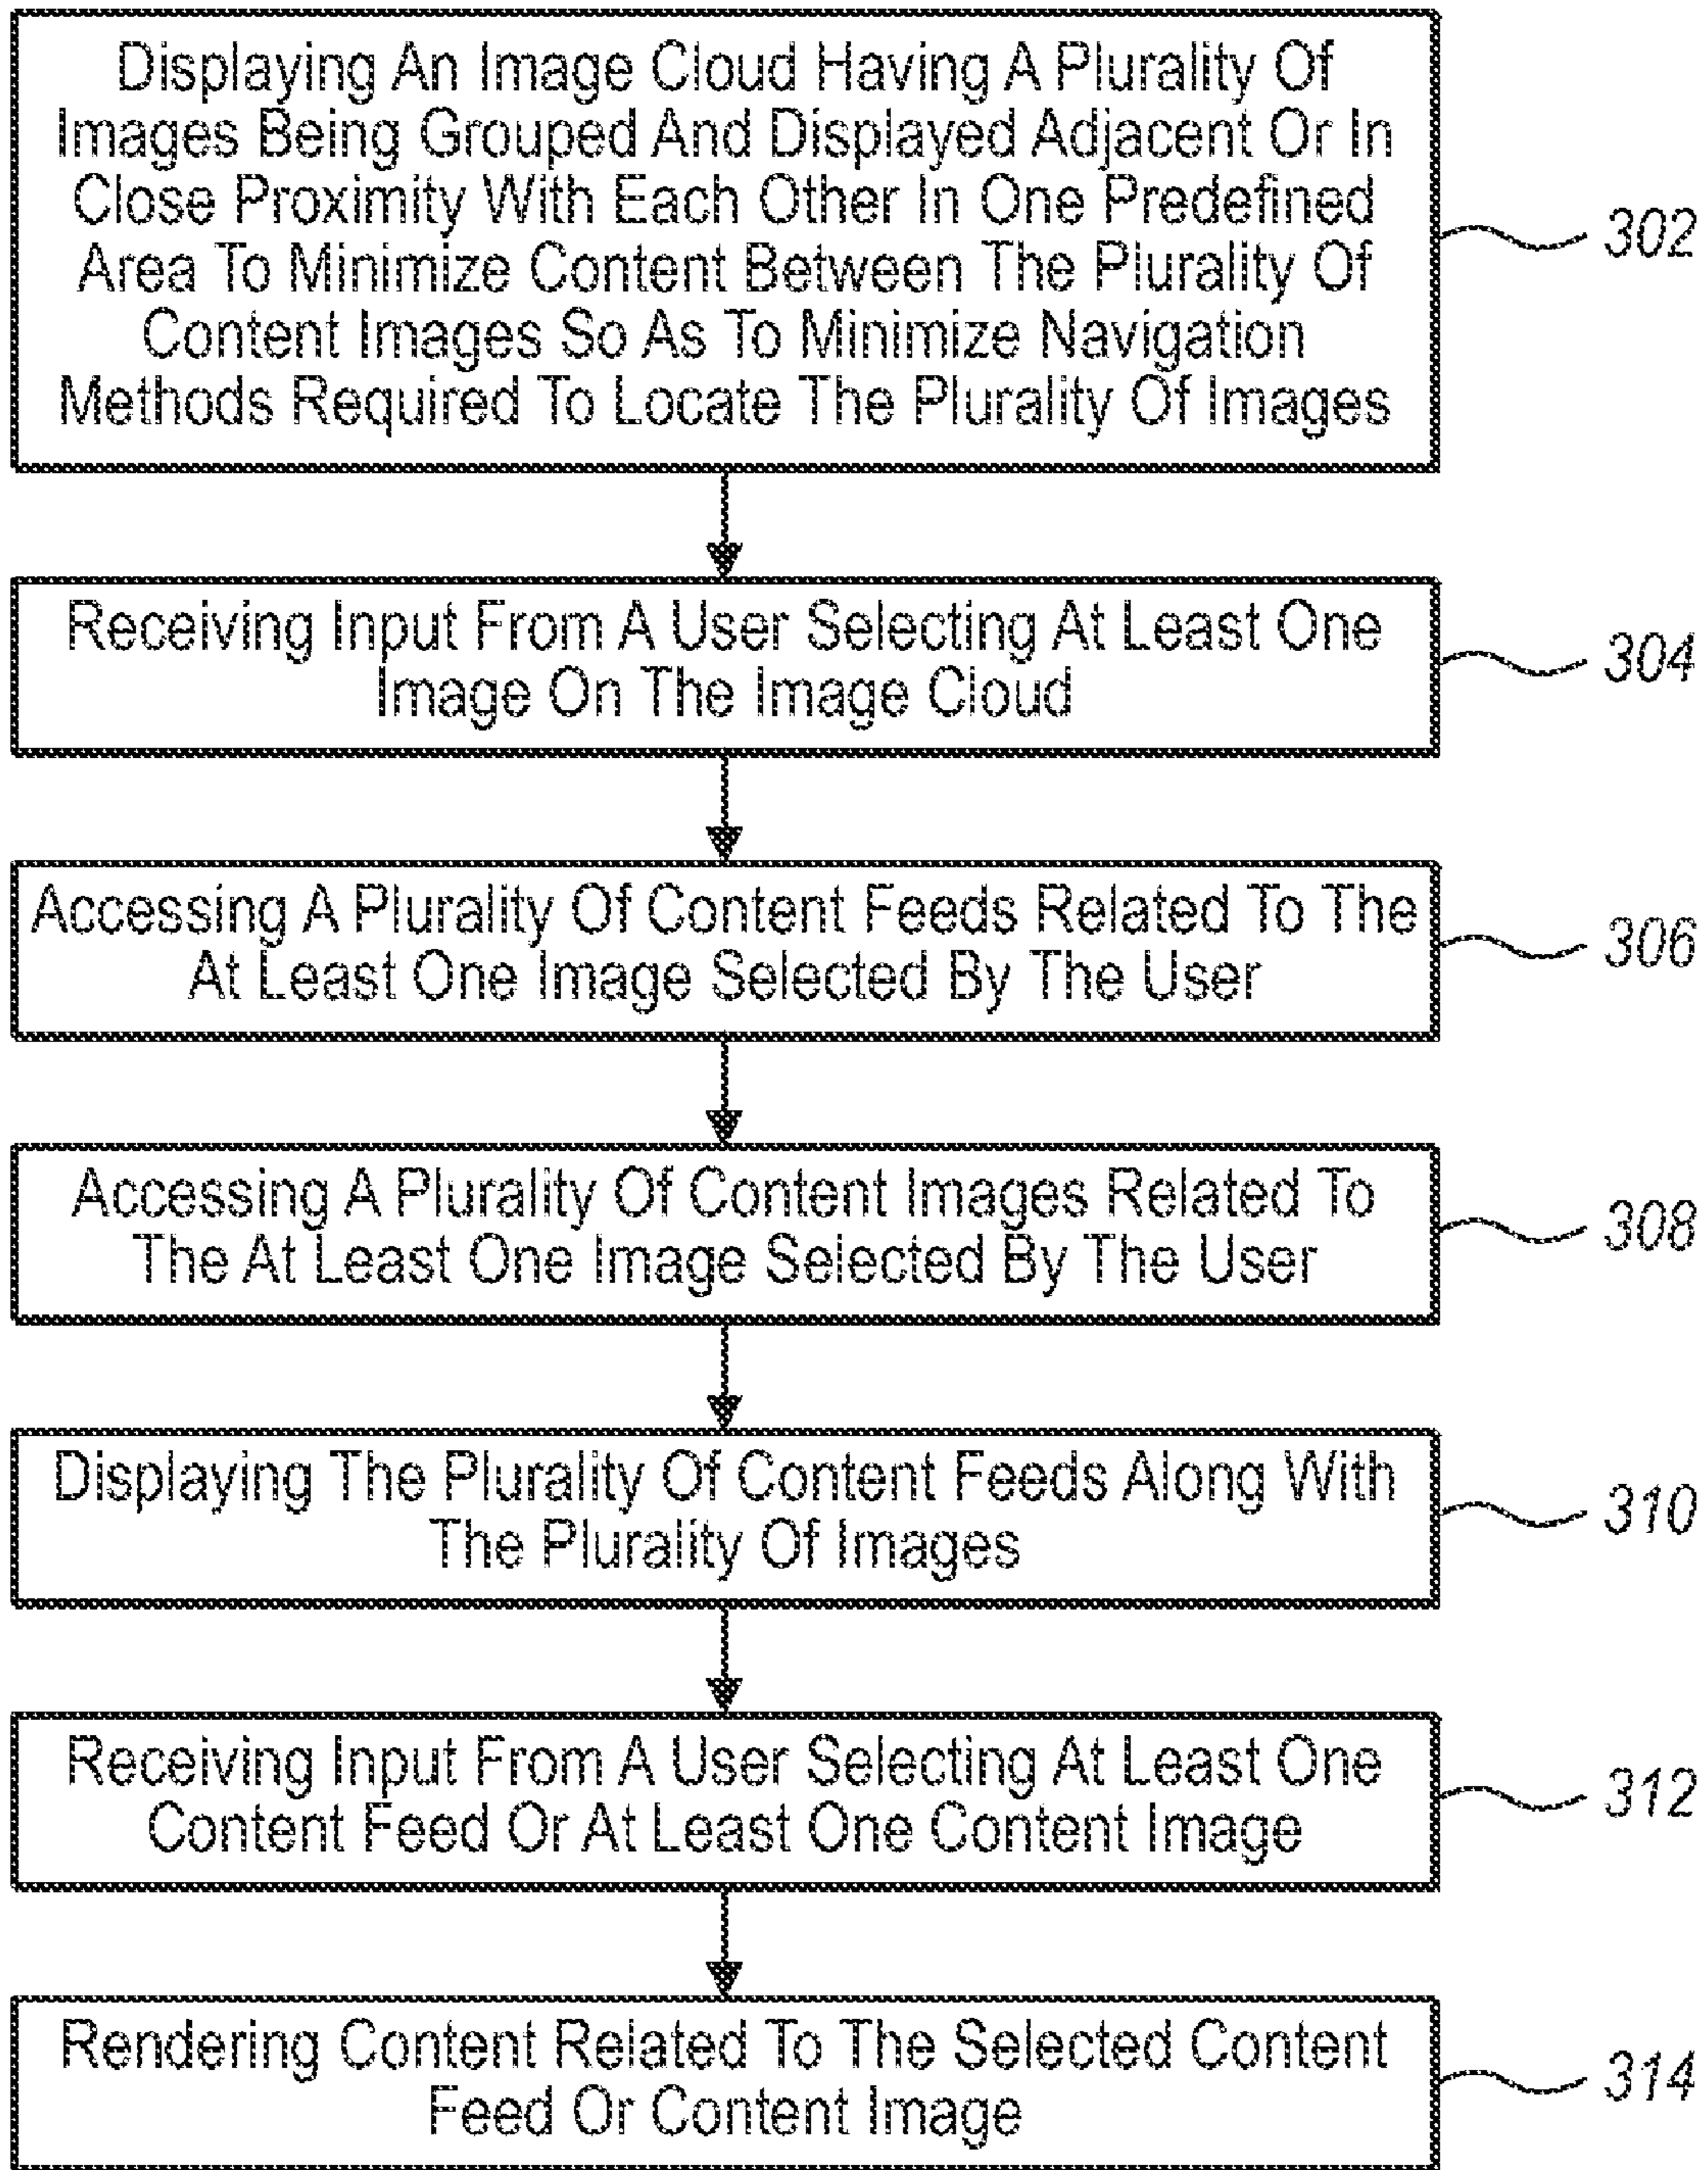 Displaying An Image Cloud Having A Plurality Of
Images Being Grouped And Displayed Adjacent Or In
Close Proximity With Each Other In One Predefined
Area To Minimize Content Between The Plurality Of
Content Images So As To Minimize Navigation
Methods Required To Locate The Plurality Of Images
302
Receiving Input From A User Selecting At Least One
Image On The Image Cloud
304
Accessing A Plurality Of Content Feeds Related To The
At Least One Image Selected By The User
306
Accessing A Plurality Of Content Images Related To
The At Least One Image Selected By The User
308
Displaying The Plurality Of Content Feeds Along With
The Plurality Of Images
310
Receiving Input From A User Selecting At Least One
Content Feed Or At Least One Content Image
312
Rendering Content Related To The Selected Content
Feed Or Content Image
314